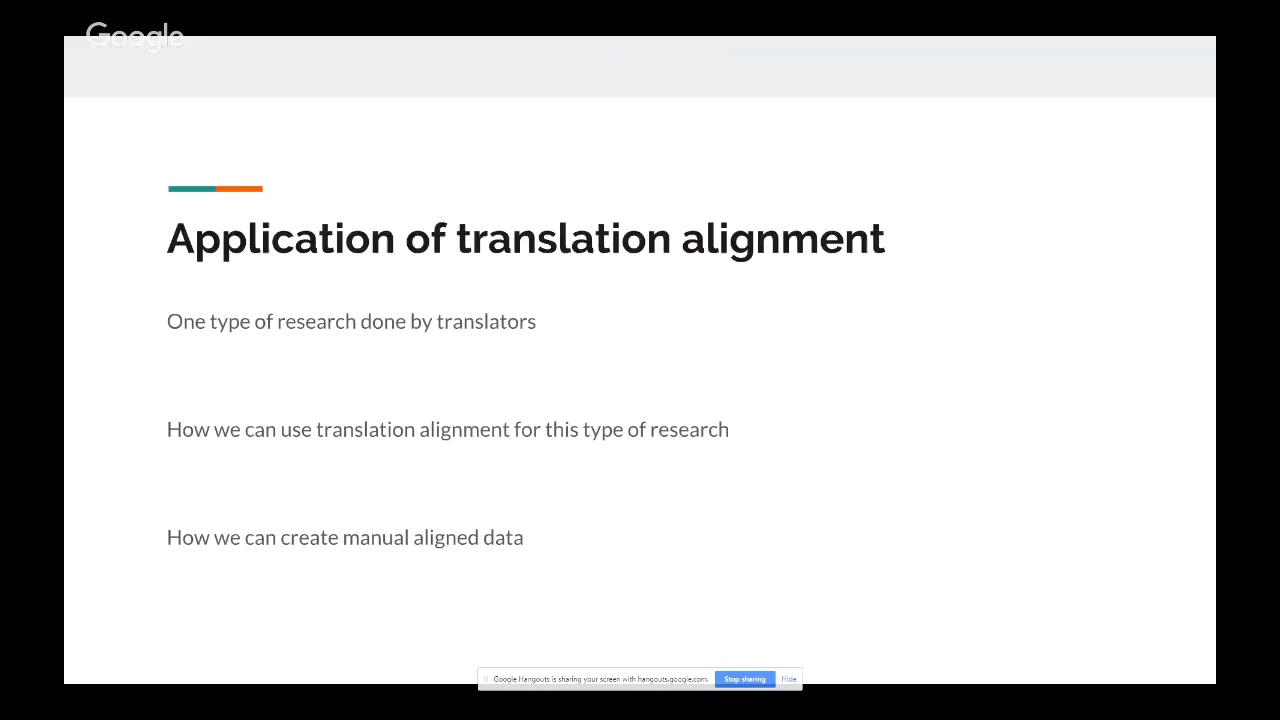 Google
Application of translation alignment
One type of research done by translators
How we can use translation alignment for this type of research
How we can create manual aligned data
Google Hangouts is sharing your screen with hangouts.google.com.
Stop sharing
Hide